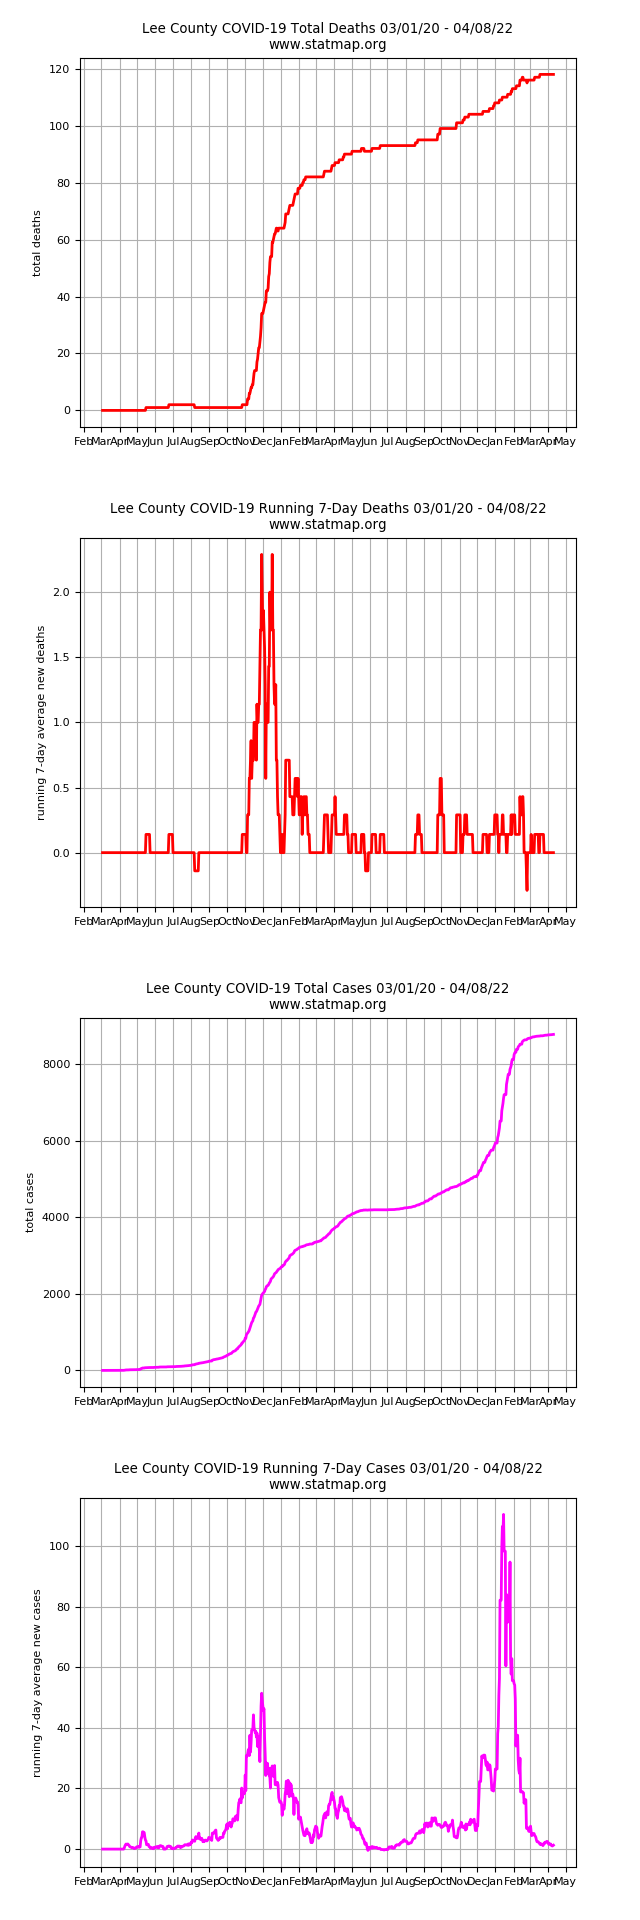 Lee County COVID-19 Total Deaths 03/01/20 - 04/08/22
www.statmap.org
120
100
80
60
40
20
0
total deaths
Feb Mar Apr May Jun Jul Aug Sep Oct Nov Dec Jan Feb Mar Apr May Jun Jul Aug Sep Oct Nov Dec Jan Feb Mar Apr May
Lee County COVID-19 Running 7-Day Deaths 03/01/20 - 04/08/22
www.statmap.org
2.0
1.5
1.0
0.5
0.0
running 7-day average new deaths
Feb Mar Apr May Jun Jul Aug Sep Oct Nov Dec Jan Feb Mar Apr May Jun Jul Aug Sep Oct Nov Dec Jan Feb Mar Apr May
Lee County COVID-19 Total Cases 03/01/20 - 04/08/22
www.statmap.org
8000
6000
4000
2000
0
total cases
Feb Mar Apr May Jun Jul Aug Sep Oct Nov Dec Jan Feb Mar Apr May Jun Jul Aug Sep Oct Nov Dec Jan Feb Mar Apr May
Lee County COVID-19 Running 7-Day Cases 03/01/20 - 04/08/22
www.statmap.org
100
80
60
40
20
0
running 7-day average new cases
Feb Mar Apr May Jun Jul Aug Sep Oct Nov Dec Jan Feb Mar Apr May Jun Jul Aug Sep Oct Nov Dec Jan Feb Mar Apr May